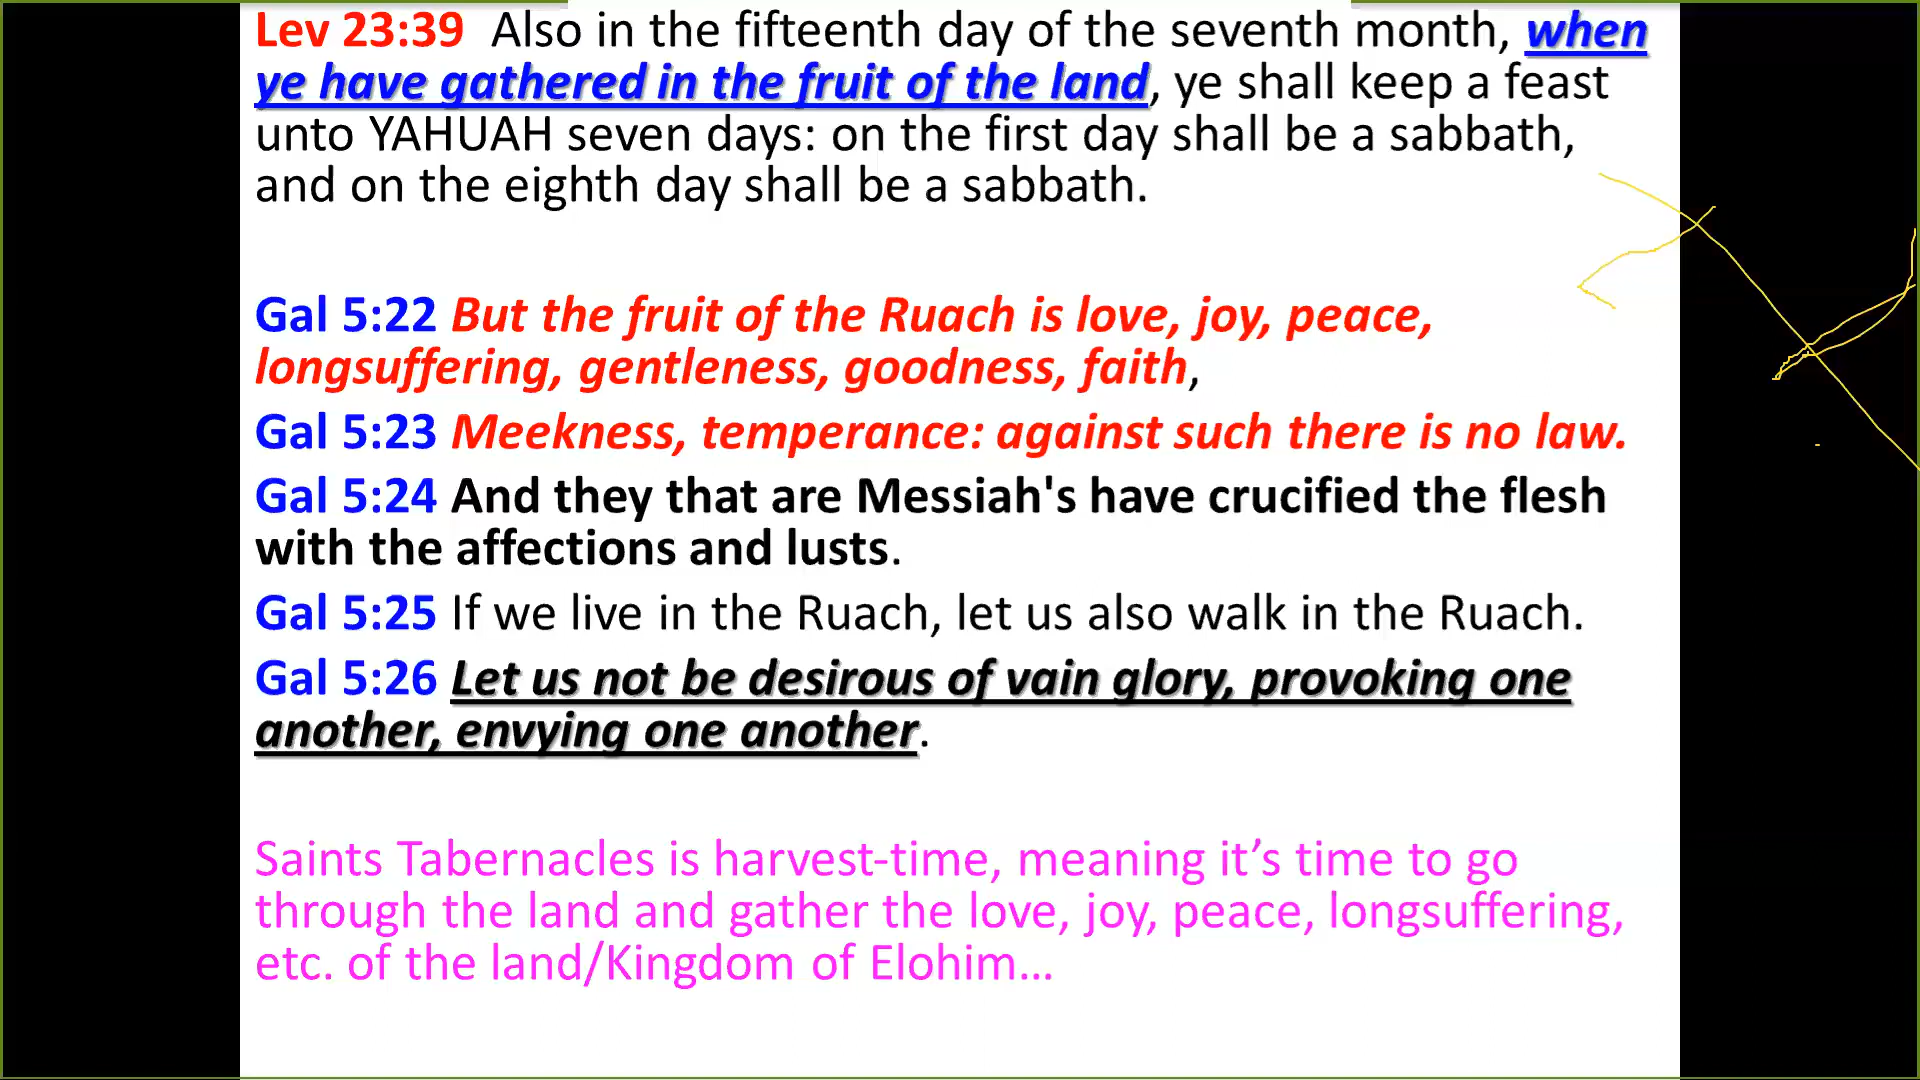 Lev 23:39 Also in the fifteenth day of the seventh month, when
ye have gathered in the fruit of the land, ye shall keep a feast
unto YAHUAH seven days: on the first day shall be a sabbath,
and on the eighth day shall be a sabbath.
Gal 5:22 But the fruit of the Ruach is love, joy, peace,
longsuffering, gentleness, goodness, faith,
Gal 5:23 Meekness, temperance: against such there is no law.
Gal 5:24 And they that are Messiah's have crucified the flesh
with the affections and lusts.
Gal 5:25 If we live in the Ruach, let us also walk in the Ruach.
Gal 5:26 Let us not be desirous of vain glory, provoking one
another, envying one another.
Saints Tabernacles is harvest-time, meaning it’s time to go
through the land and gather the love, joy, peace, longsuffering,
etc. of the land/Kingdom of Elohim…